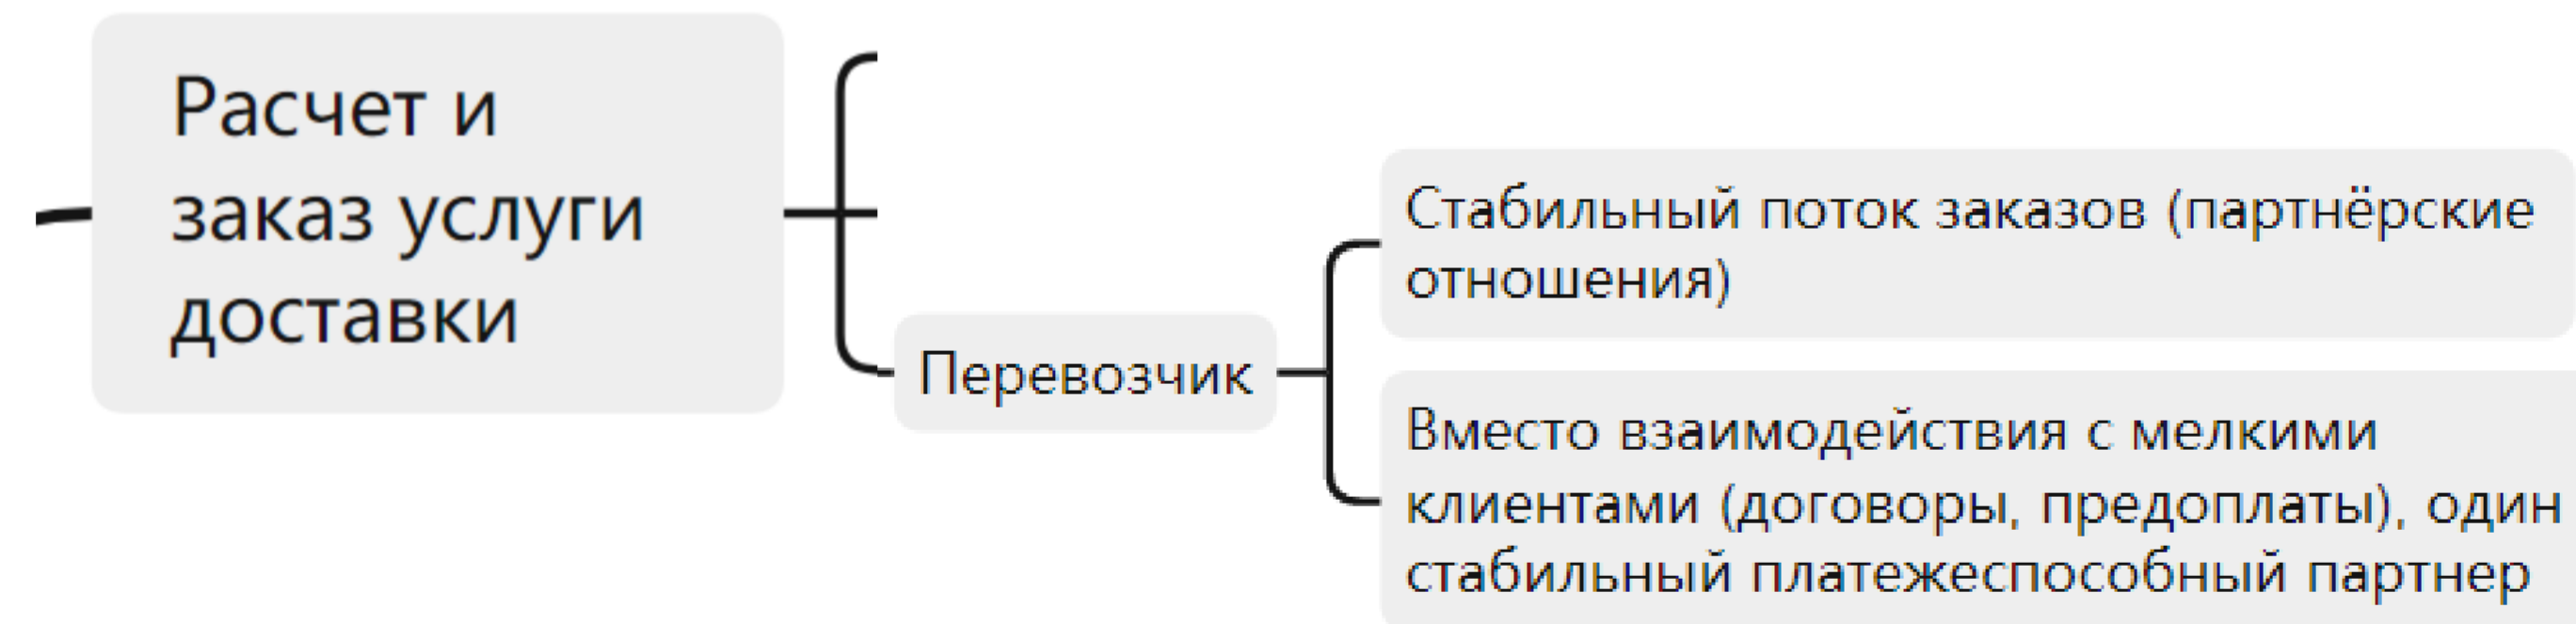 Расчет и
заказ услуги
доставки
Перевозчик
Стабильный поток заказов (партнёрские
отношения)
Вместо взаимодействия с мелкими
клиентами (договоры, предоплаты), один
стабильный платежеспособный партнер